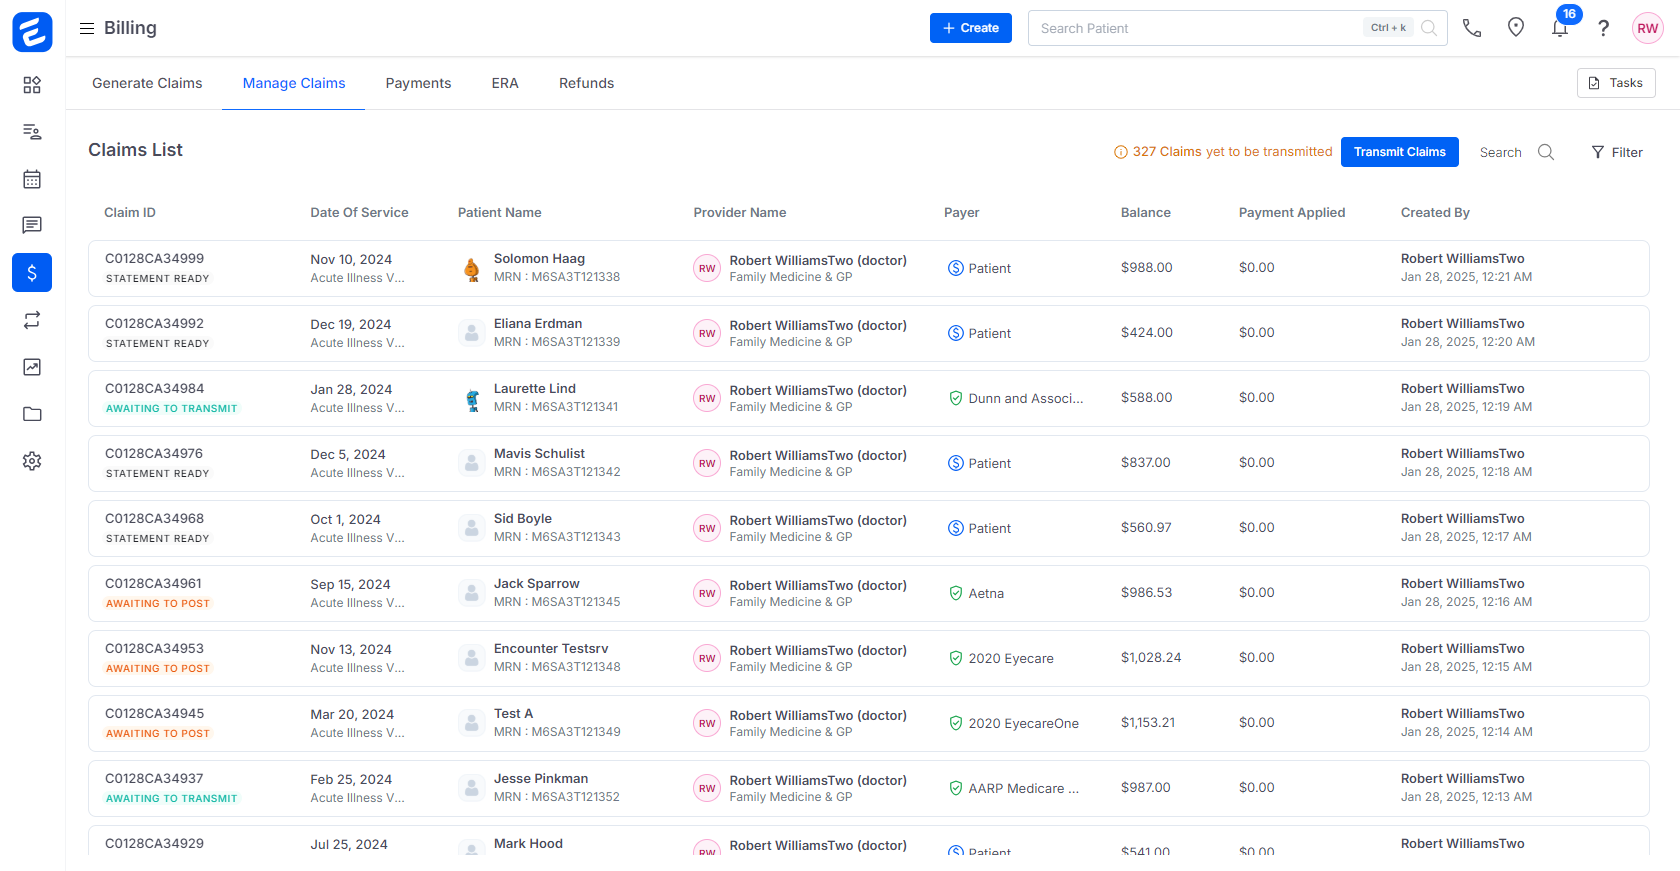 Billing
+ Create
Search Patient
Ctrl + k
16
?
RW
Generate Claims
Manage Claims
Payments
ERA
Refunds
Tasks
Claims List
327 Claims yet to be transmitted
Transmit Claims
Search
Filter
Claim ID Date Of Service Patient Name Provider Name Payer Balance Payment Applied Created By
C0128CA34999 Nov 10, 2024 Solomon Haag RW Robert WilliamsTwo (doctor) Patient $988.00 $0.00 Robert WilliamsTwo
STATEMENT READY Acute Illness V... MRN : M6SA3T121338 Family Medicine & GP Jan 28, 2025, 12:21 AM
C0128CA34992 Dec 19, 2024 Eliana Erdman RW Robert WilliamsTwo (doctor) Patient $424.00 $0.00 Robert WilliamsTwo
STATEMENT READY Acute Illness V... MRN : M6SA3T121339 Family Medicine & GP Jan 28, 2025, 12:20 AM
C0128CA34984 Jan 28, 2024 Laurette Lind RW Robert WilliamsTwo (doctor) Dunn and Associ... $588.00 $0.00 Robert WilliamsTwo
AWAITING TO TRANSMIT Acute Illness V... MRN : M6SA3T121341 Family Medicine & GP Jan 28, 2025, 12:19 AM
C0128CA34976 Dec 5, 2024 Mavis Schulist RW Robert WilliamsTwo (doctor) Patient $837.00 $0.00 Robert WilliamsTwo
STATEMENT READY Acute Illness V... MRN : M6SA3T121342 Family Medicine & GP Jan 28, 2025, 12:18 AM
C0128CA34968 Oct 1, 2024 Sid Boyle RW Robert WilliamsTwo (doctor) Patient $560.97 $0.00 Robert WilliamsTwo
STATEMENT READY Acute Illness V... MRN : M6SA3T121343 Family Medicine & GP Jan 28, 2025, 12:17 AM
C0128CA34961 Sep 15, 2024 Jack Sparrow RW Robert WilliamsTwo (doctor) Aetna $986.53 $0.00 Robert WilliamsTwo
AWAITING TO POST Acute Illness V... MRN : M6SA3T121345 Family Medicine & GP Jan 28, 2025, 12:16 AM
C0128CA34953 Nov 13, 2024 Encounter Testsrv RW Robert WilliamsTwo (doctor) 2020 Eyecare $1,028.24 $0.00 Robert WilliamsTwo
AWAITING TO POST Acute Illness V... MRN : M6SA3T121348 Family Medicine & GP Jan 28, 2025, 12:15 AM
C0128CA34945 Mar 20, 2024 Test A RW Robert WilliamsTwo (doctor) 2020 EyecareOne $1,153.21 $0.00 Robert WilliamsTwo
AWAITING TO POST Acute Illness V... MRN : M6SA3T121349 Family Medicine & GP Jan 28, 2025, 12:14 AM
C0128CA34937 Feb 25, 2024 Jesse Pinkman RW Robert WilliamsTwo (doctor) AARP Medicare ... $987.00 $0.00 Robert WilliamsTwo
AWAITING TO TRANSMIT Acute Illness V... MRN : M6SA3T121352 Family Medicine & GP Jan 28, 2025, 12:13 AM
C0128CA34929 Jul 25, 2024 Mark Hood RW Robert WilliamsTwo (doctor) Patient $541.00 $0.00 Robert WilliamsTwo